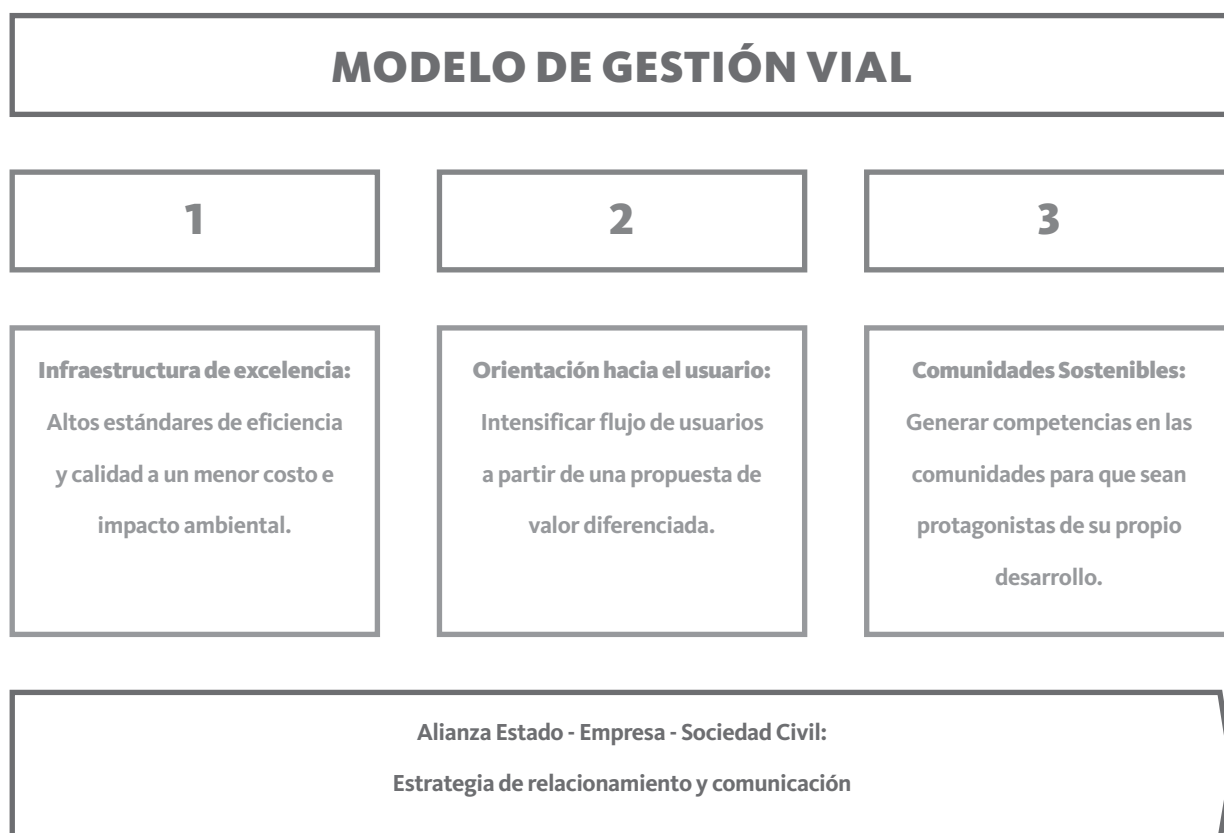 MODELO DE GESTIÓN VIAL
1
2
3
Infraestructura de excelencia:
Altos estándares de eficiencia
y calidad a un menor costo e
impacto ambiental.
Orientación hacia el usuario:
Intensificar flujo de usuarios
a partir de una propuesta de
valor diferenciada.
Comunidades Sostenibles:
Generar competencias en las
comunidades para que sean
protagonistas de su propio
desarrollo.
Alianza Estado - Empresa - Sociedad Civil:
Estrategia de relacionamiento y comunicación